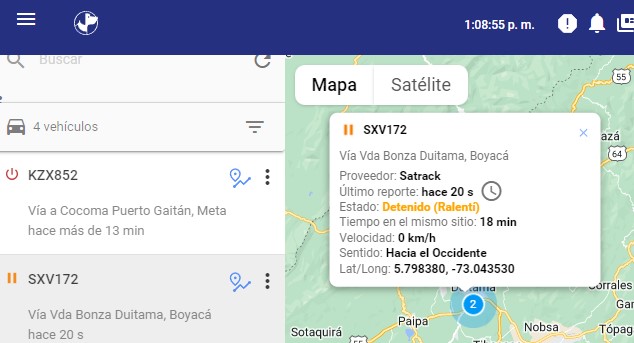 1:08:55 p. m.
Buscar
4 vehículos
KZX852
Vía a Cocoma Puerto Gaitán, Meta
hace más de 13 min
SXV172
Vía Vda Bonza Duitama, Boyacá
hace 20 s
Mapa
Satélite
55
SXV172
Vía Vda Bonza Duitama, Boyacá
Proveedor: Satrack
Último reporte: hace 20 s
Estado: Detenido (Ralentí)
Tiempo en el mismo sitio: 18 min
Velocidad: 0 km/h
Sentido: Hacia el Occidente
Lat/Long: 5.798380, -73.043530
64
2
Sotaquirá
Paipa
Nobsa
55